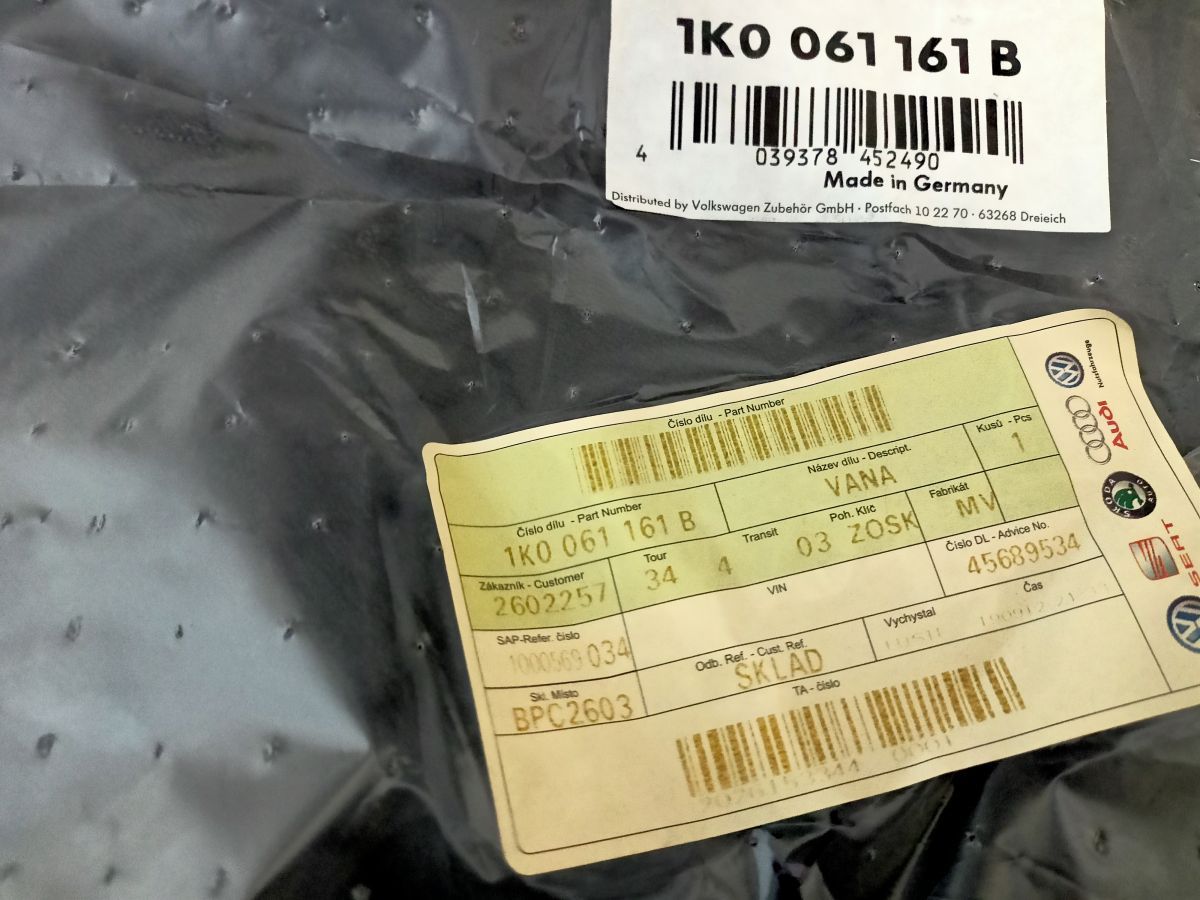 1K0 061 161 B
4 039378 452490
Made in Germany
Distributed by Volkswagen Zubehör GmbH · Postfach 10 22 70 · 63268 Dreieich
Číslo dílu - Part Number
Číslo dílu - Part Number
1K0 061 161 B
Název dílu - Descript.
VANA
Kusů - Pcs
1
Zákazník - Customer
2602257
Tour
34
Transit
4
Poh. Klíč
03 ZOSK
Fabrikát
MV
SAP-Refer. číslo
1000569 034
VIN
Číslo DL - Advice No.
45689534
Skl. Místo
BPC2603
Odb. Ref. - Cust. Ref.
SKLAD
Vychystal
Čas
TA - číslo
0001
Nutzfahrzeuge
Audi
ŠKODA
AUTO
SEAT